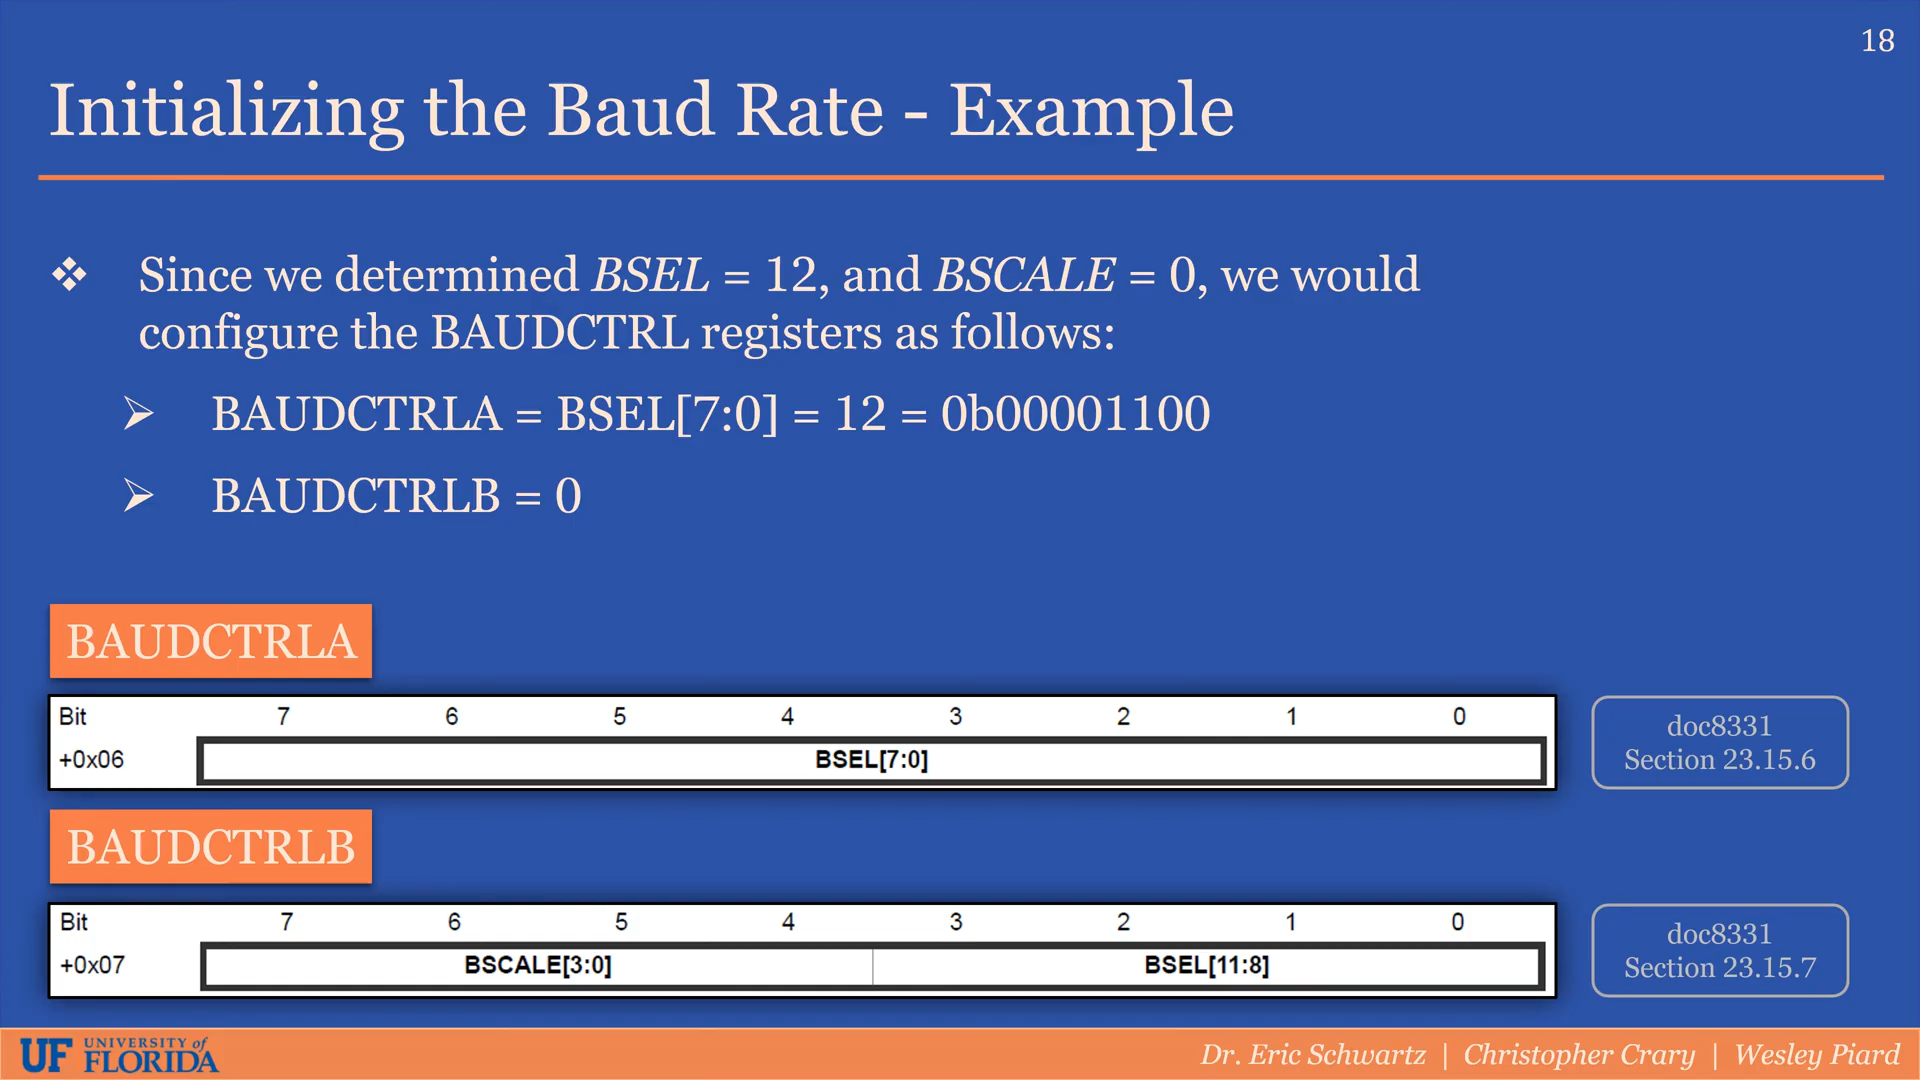 18
Initializing the Baud Rate - Example
❖ Since we determined BSEL = 12, and BSCALE = 0, we would
configure the BAUDCTRL registers as follows:
➢ BAUDCTRLA = BSEL[7:0] = 12 = 0b00001100
➢ BAUDCTRLB = 0
BAUDCTRLA
Bit 7 6 5 4 3 2 1 0
+0x06 BSEL[7:0]
doc8331
Section 23.15.6
BAUDCTRLB
Bit 7 6 5 4 3 2 1 0
+0x07 BSCALE[3:0] BSEL[11:8]
doc8331
Section 23.15.7
UF UNIVERSITY of
FLORIDA
Dr. Eric Schwartz | Christopher Crary | Wesley Piard